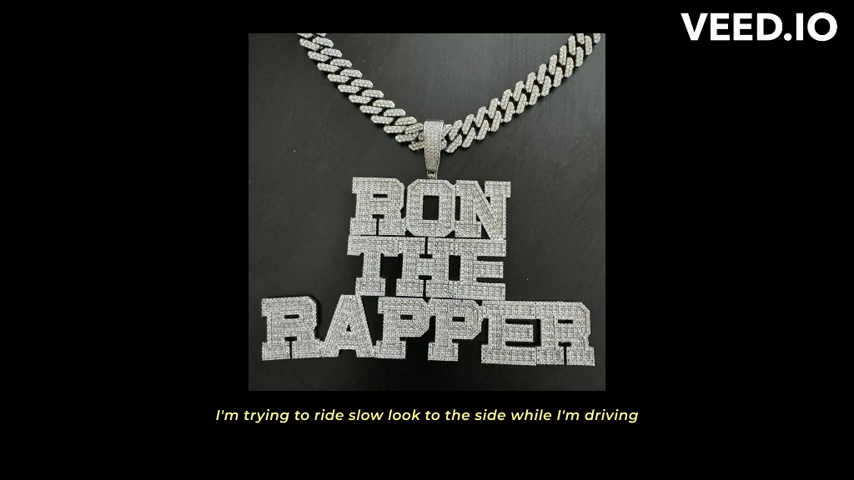 VEED.IO
RON
THE
RAPPER
I'm trying to ride slow look to the side while I'm driving